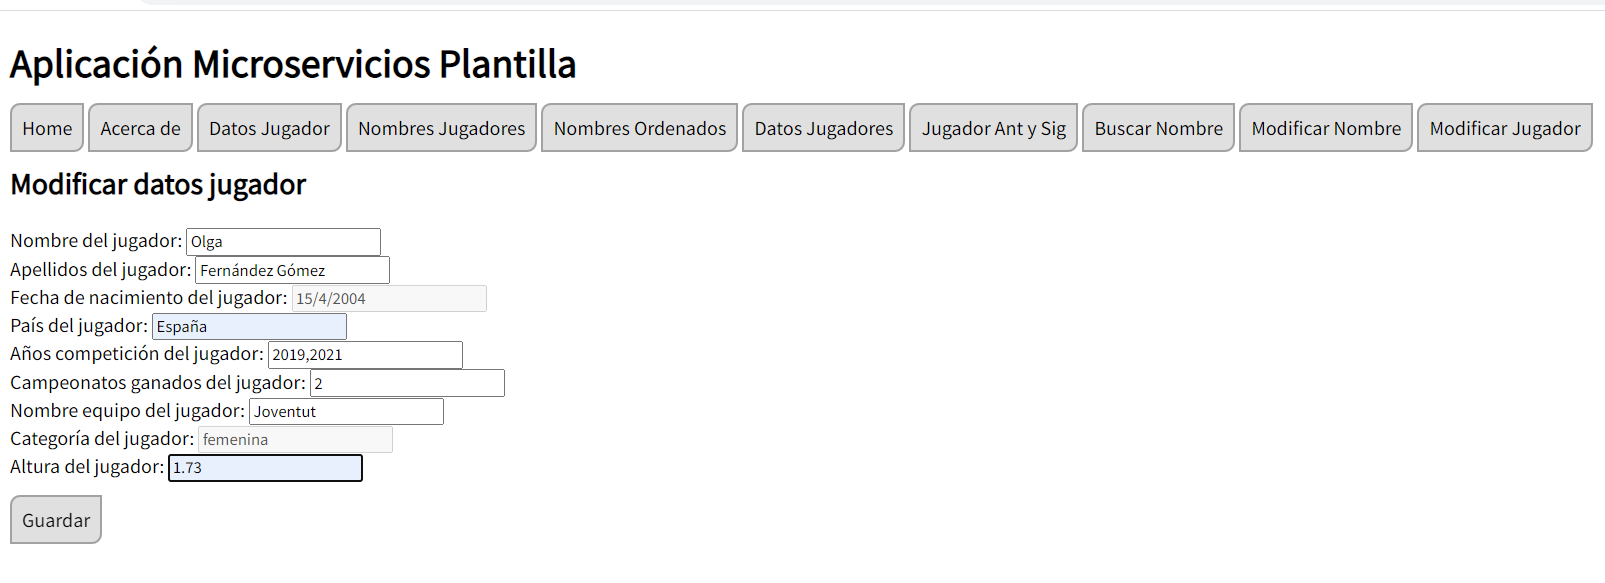 Aplicación Microservicios Plantilla
Home Acerca de Datos Jugador Nombres Jugadores Nombres Ordenados Datos Jugadores Jugador Ant y Sig Buscar Nombre Modificar Nombre Modificar Jugador
Modificar datos jugador
Nombre del jugador: Olga
Apellidos del jugador: Fernández Gómez
Fecha de nacimiento del jugador: 15/4/2004
País del jugador: España
Años competición del jugador: 2019,2021
Campeonatos ganados del jugador: 2
Nombre equipo del jugador: Joventut
Categoría del jugador: femenina
Altura del jugador: 1.73
Guardar